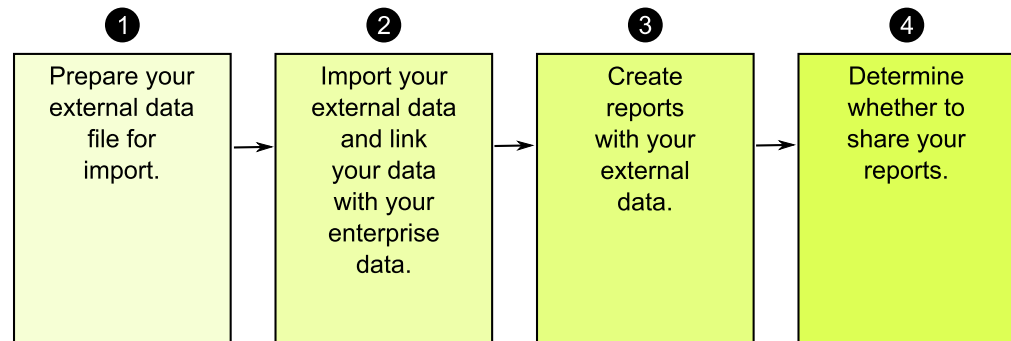 1
Prepare your
external data
file for
import.
2
Import your
external data
and link
your data
with your
enterprise
data.
3
Create
reports
with your
external
data.
4
Determine
whether to
share your
reports.